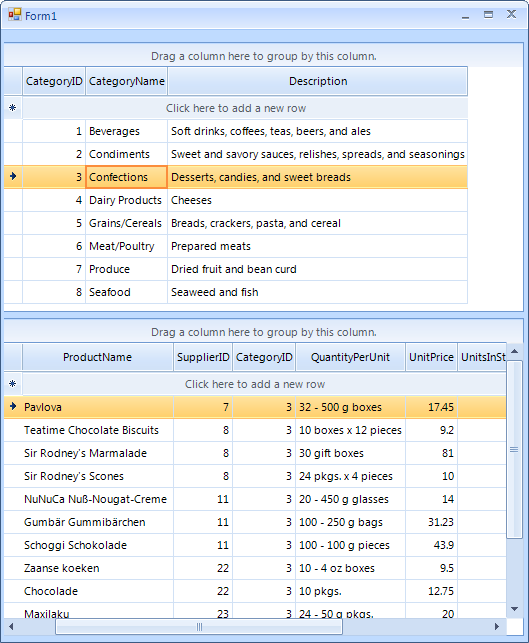 Form1
Drag a column here to group by this column.
CategoryID CategoryName Description
Click here to add a new row
1 Beverages Soft drinks, coffees, teas, beers, and ales
2 Condiments Sweet and savory sauces, relishes, spreads, and seasonings
3 Confections Desserts, candies, and sweet breads
4 Dairy Products Cheeses
5 Grains/Cereals Breads, crackers, pasta, and cereal
6 Meat/Poultry Prepared meats
7 Produce Dried fruit and bean curd
8 Seafood Seaweed and fish
Drag a column here to group by this column.
ProductName SupplierID CategoryID QuantityPerUnit UnitPrice UnitsInSt
Click here to add a new row
Pavlova 7 3 32 - 500 g boxes 17.45
Teatime Chocolate Biscuits 8 3 10 boxes x 12 pieces 9.2
Sir Rodney's Marmalade 8 3 30 gift boxes 81
Sir Rodney's Scones 8 3 24 pkgs. x 4 pieces 10
NuNuCa Nuß-Nougat-Creme 11 3 20 - 450 g glasses 14
Gumbär Gummibärchen 11 3 100 - 250 g bags 31.23
Schoggi Schokolade 11 3 100 - 100 g pieces 43.9
Zaanse koeken 22 3 10 - 4 oz boxes 9.5
Chocolade 22 3 10 pkgs. 12.75
Maxilaku 23 3 24 - 50 g pkgs. 20